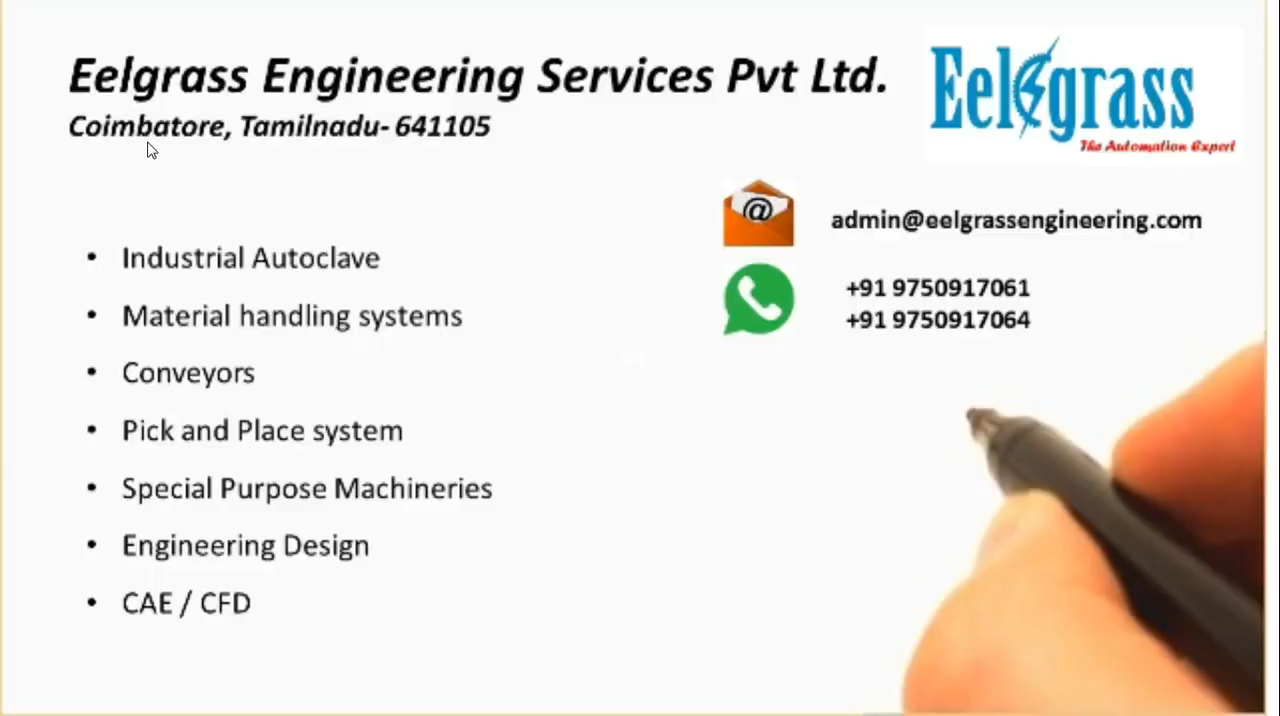 Eelgrass Engineering Services Pvt Ltd.
Coimbatore, Tamilnadu- 641105
Eelgrass
The Automation Expert
@
admin@eelgrassengineering.com
+91 9750917061
+91 9750917064
• Industrial Autoclave
• Material handling systems
• Conveyors
• Pick and Place system
• Special Purpose Machineries
• Engineering Design
• CAE / CFD